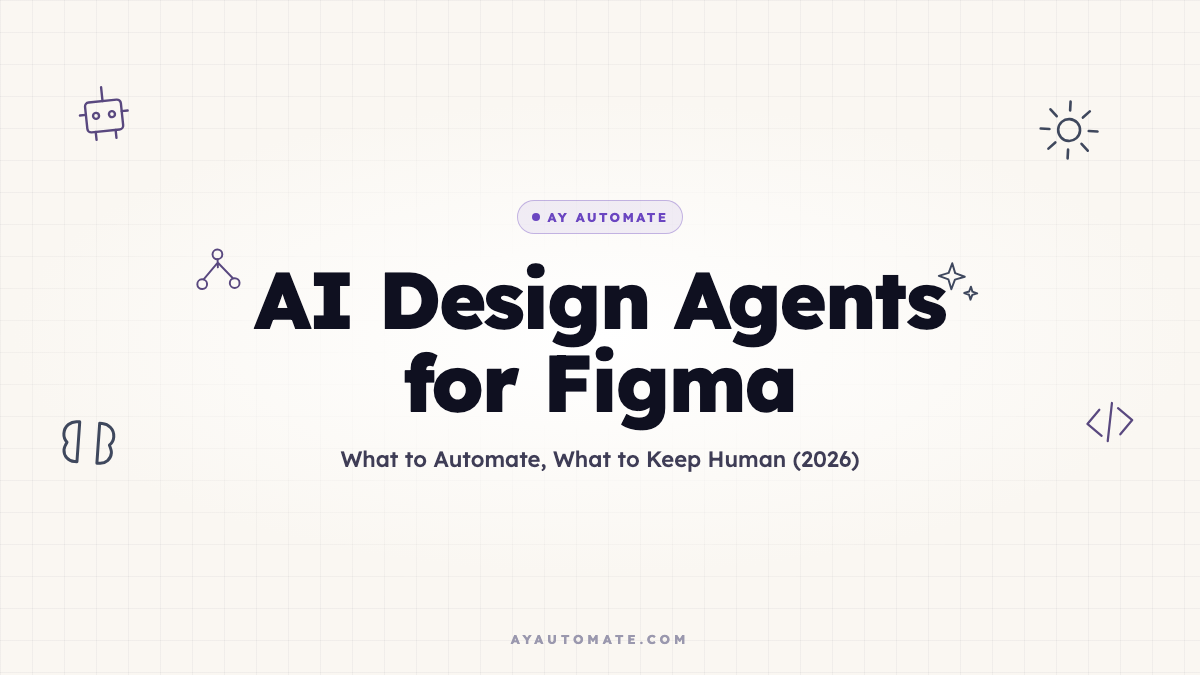 AY AUTOMATE
AI Design Agents
for Figma
What to Automate, What to Keep Human (2026)
AYAUTOMATE.COM